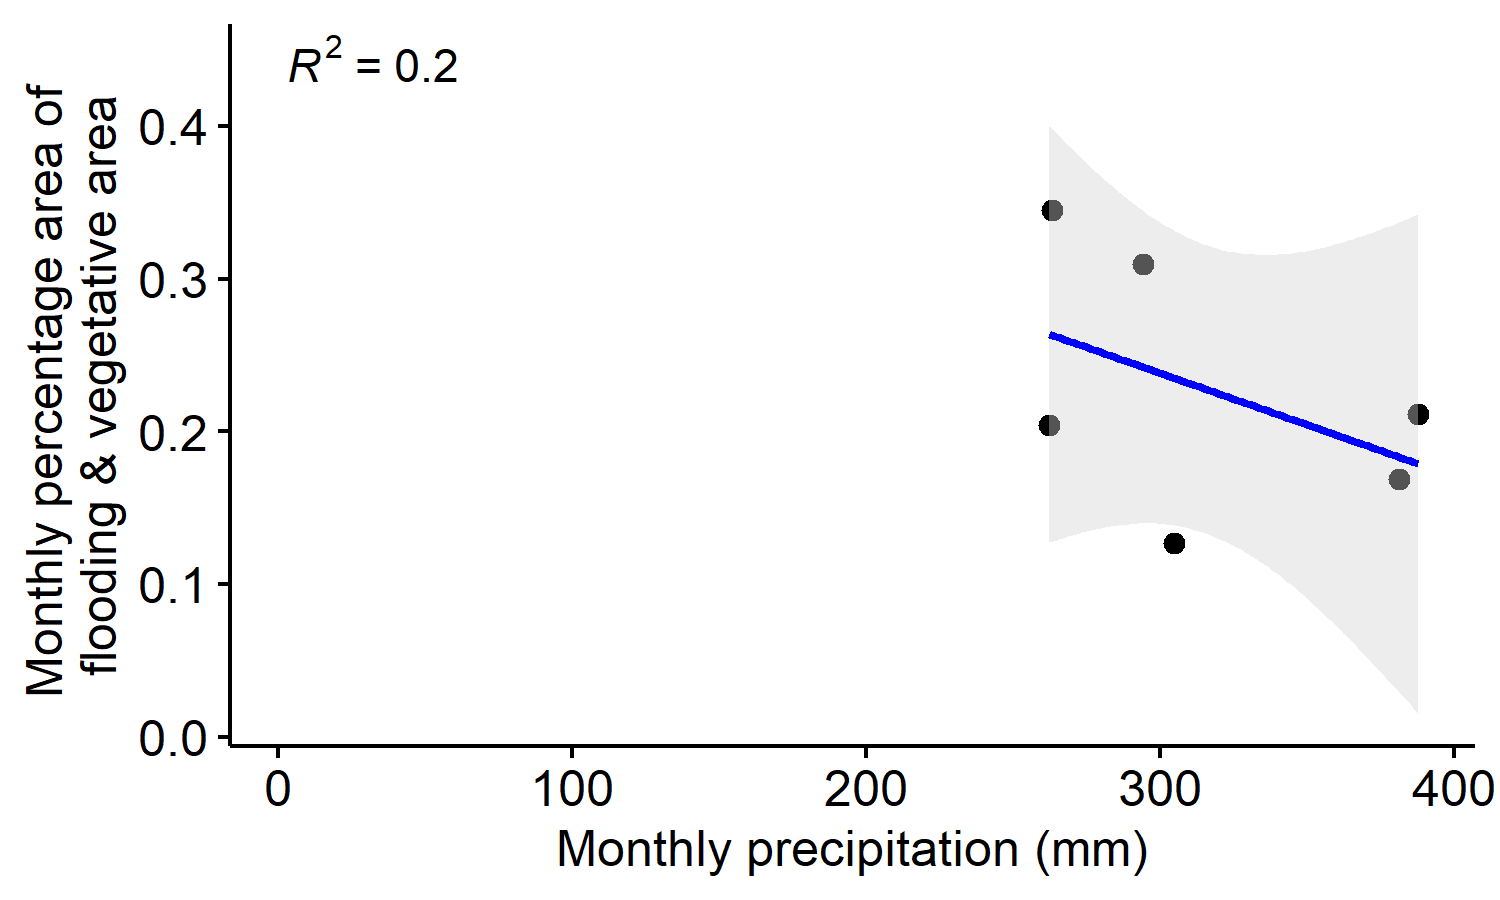 R² = 0.2
Monthly percentage area of
flooding & vegetative area
0.4
0.3
0.2
0.1
0.0
0 100 200 300 400
Monthly precipitation (mm)